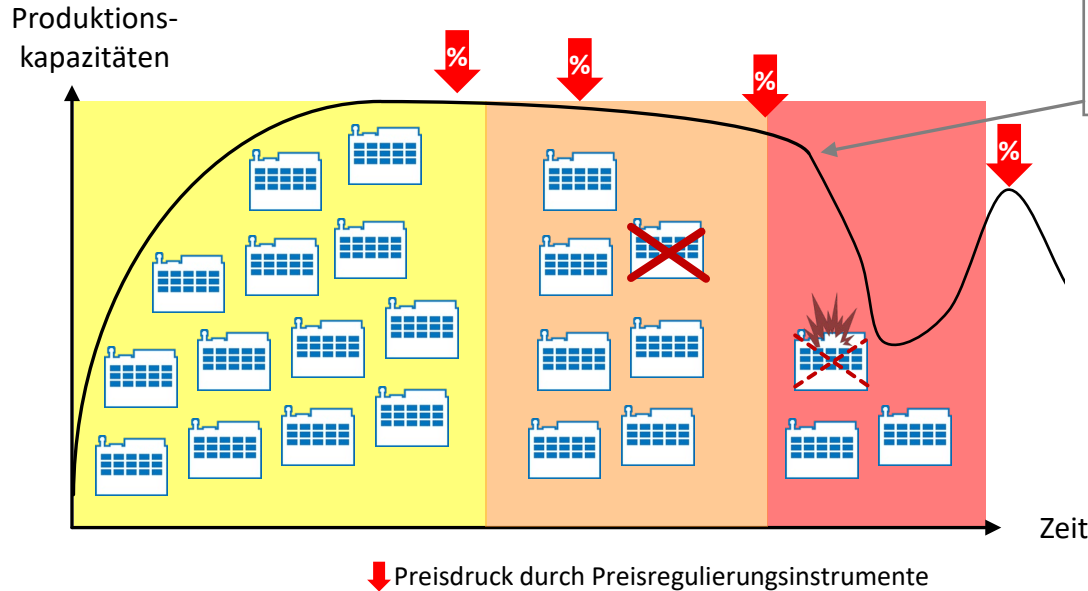 Produktions-
kapazitäten
%
%
%
%
Zeit
Preisdruck durch Preisregulierungsinstrumente